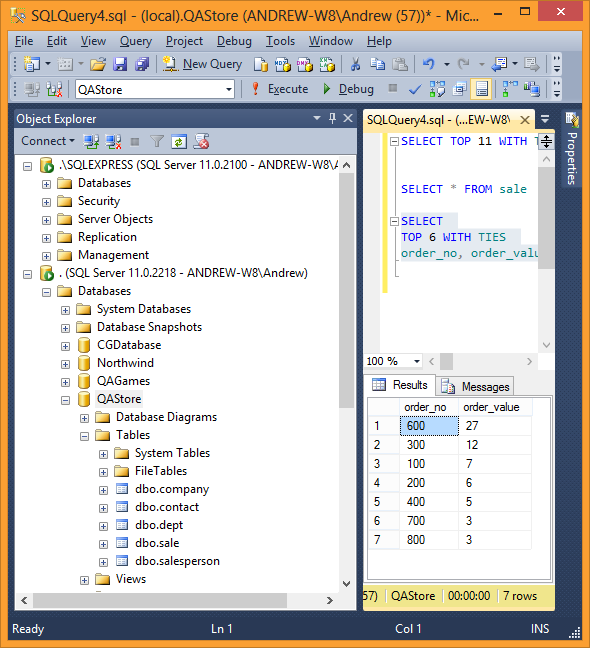 SQLQuery4.sql - (local).QAStore (ANDREW-W8\Andrew (57))* - Mic...
File Edit View Query Project Debug Tools Window Help
New Query
QAStore Execute Debug
Object Explorer
Connect
.\SQLEXPRESS (SQL Server 11.0.2100 - ANDREW-W8\A
Databases
Security
Server Objects
Replication
Management
. (SQL Server 11.0.2218 - ANDREW-W8\Andrew)
Databases
System Databases
Database Snapshots
CGDatabase
Northwind
QAGames
QAStore
Database Diagrams
Tables
System Tables
FileTables
dbo.company
dbo.contact
dbo.dept
dbo.sale
dbo.salesperson
Views
SQLQuery4.sql - (...EW-W8\
SELECT TOP 11 WITH T
SELECT * FROM sale
SELECT
TOP 6 WITH TIES
order_no, order_valu
100 %
Results Messages
order_no order_value
1 600 27
2 300 12
3 100 7
4 200 6
5 400 5
6 700 3
7 800 3
57) QAStore 00:00:00 7 rows
Properties
Ready Ln 1 Col 1 INS